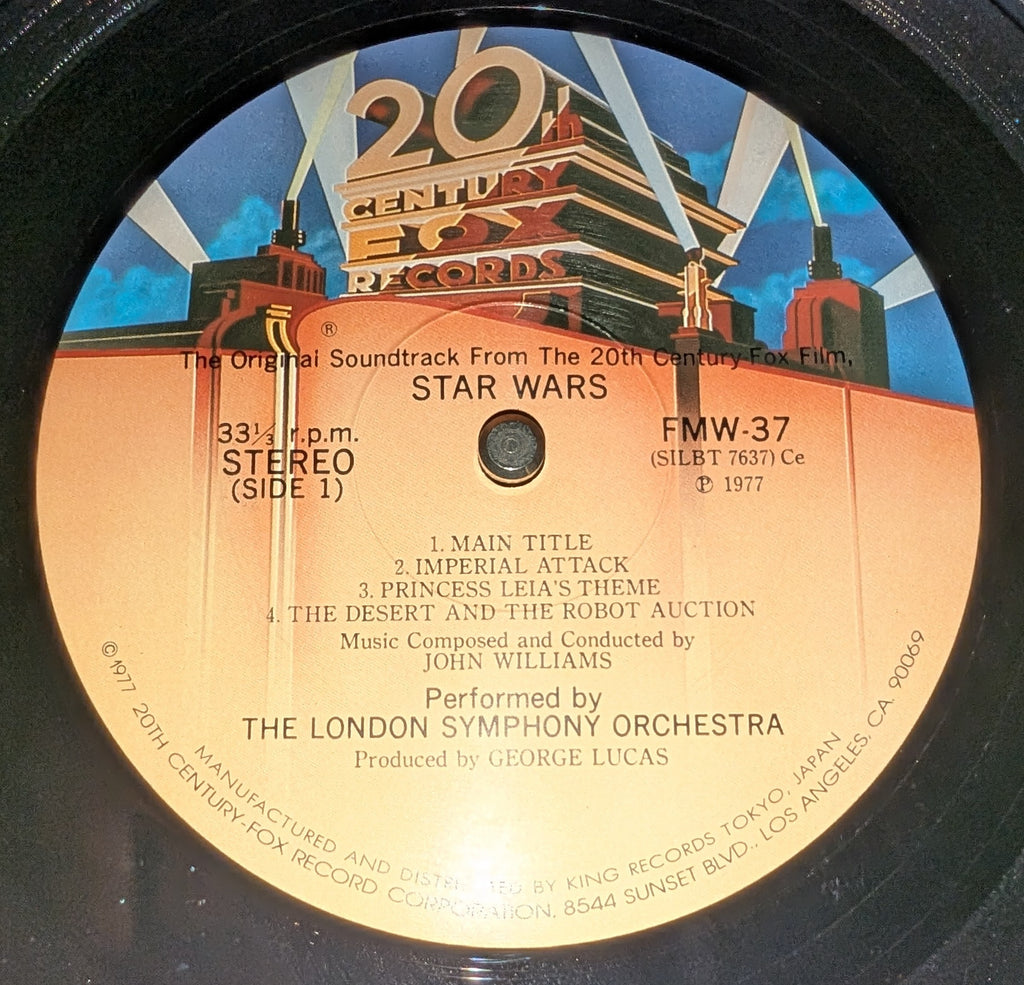 20th
CENTURY
FOX
RECORDS
®
The Original Soundtrack From The 20th Century-Fox Film,
STAR WARS
33⅓ r.p.m.
STEREO
(SIDE 1)
FMW-37
(SILBT 7637) Ce
℗ 1977
1. MAIN TITLE
2. IMPERIAL ATTACK
3. PRINCESS LEIA'S THEME
4. THE DESERT AND THE ROBOT AUCTION
Music Composed and Conducted by
JOHN WILLIAMS
Performed by
THE LONDON SYMPHONY ORCHESTRA
Produced by GEORGE LUCAS
MANUFACTURED AND DISTRIBUTED BY KING RECORDS TOKYO, JAPAN
©1977 20TH CENTURY-FOX RECORD CORPORATION. 8544 SUNSET BLVD., LOS ANGELES, CA. 90069